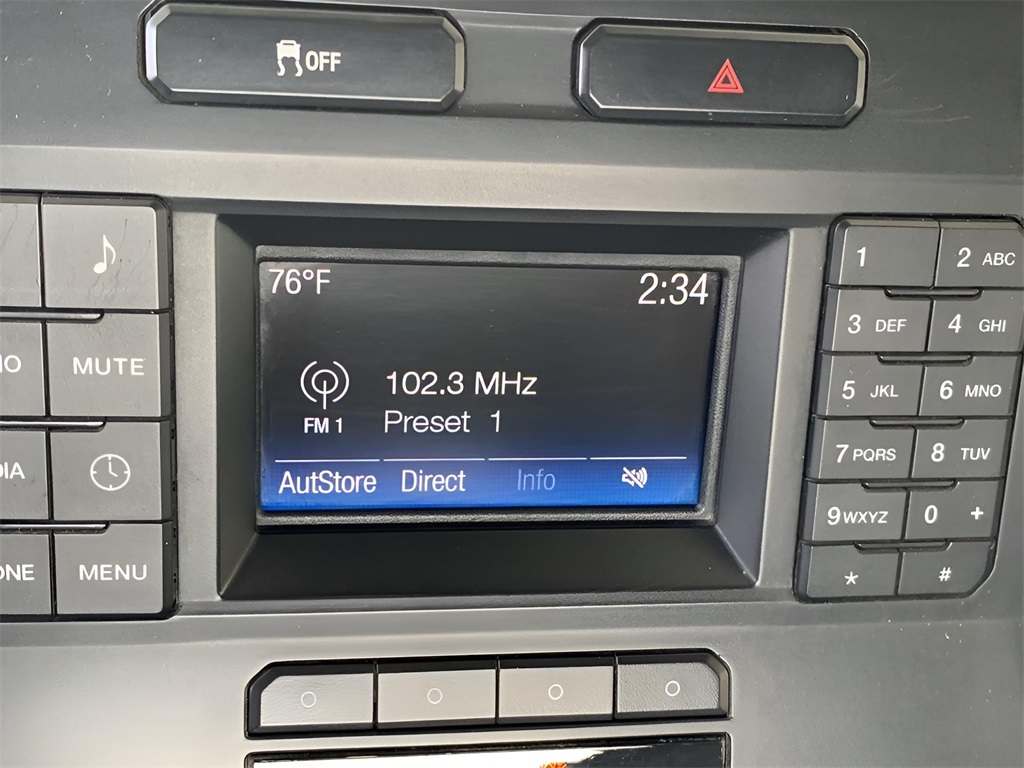 OFF
76°F 2:34
102.3 MHz
FM 1 Preset 1
AutStore Direct Info
MUTE
MENU
1 2 ABC
3 DEF 4 GHI
5 JKL 6 MNO
7 PQRS 8 TUV
9 WXYZ 0 +
* #